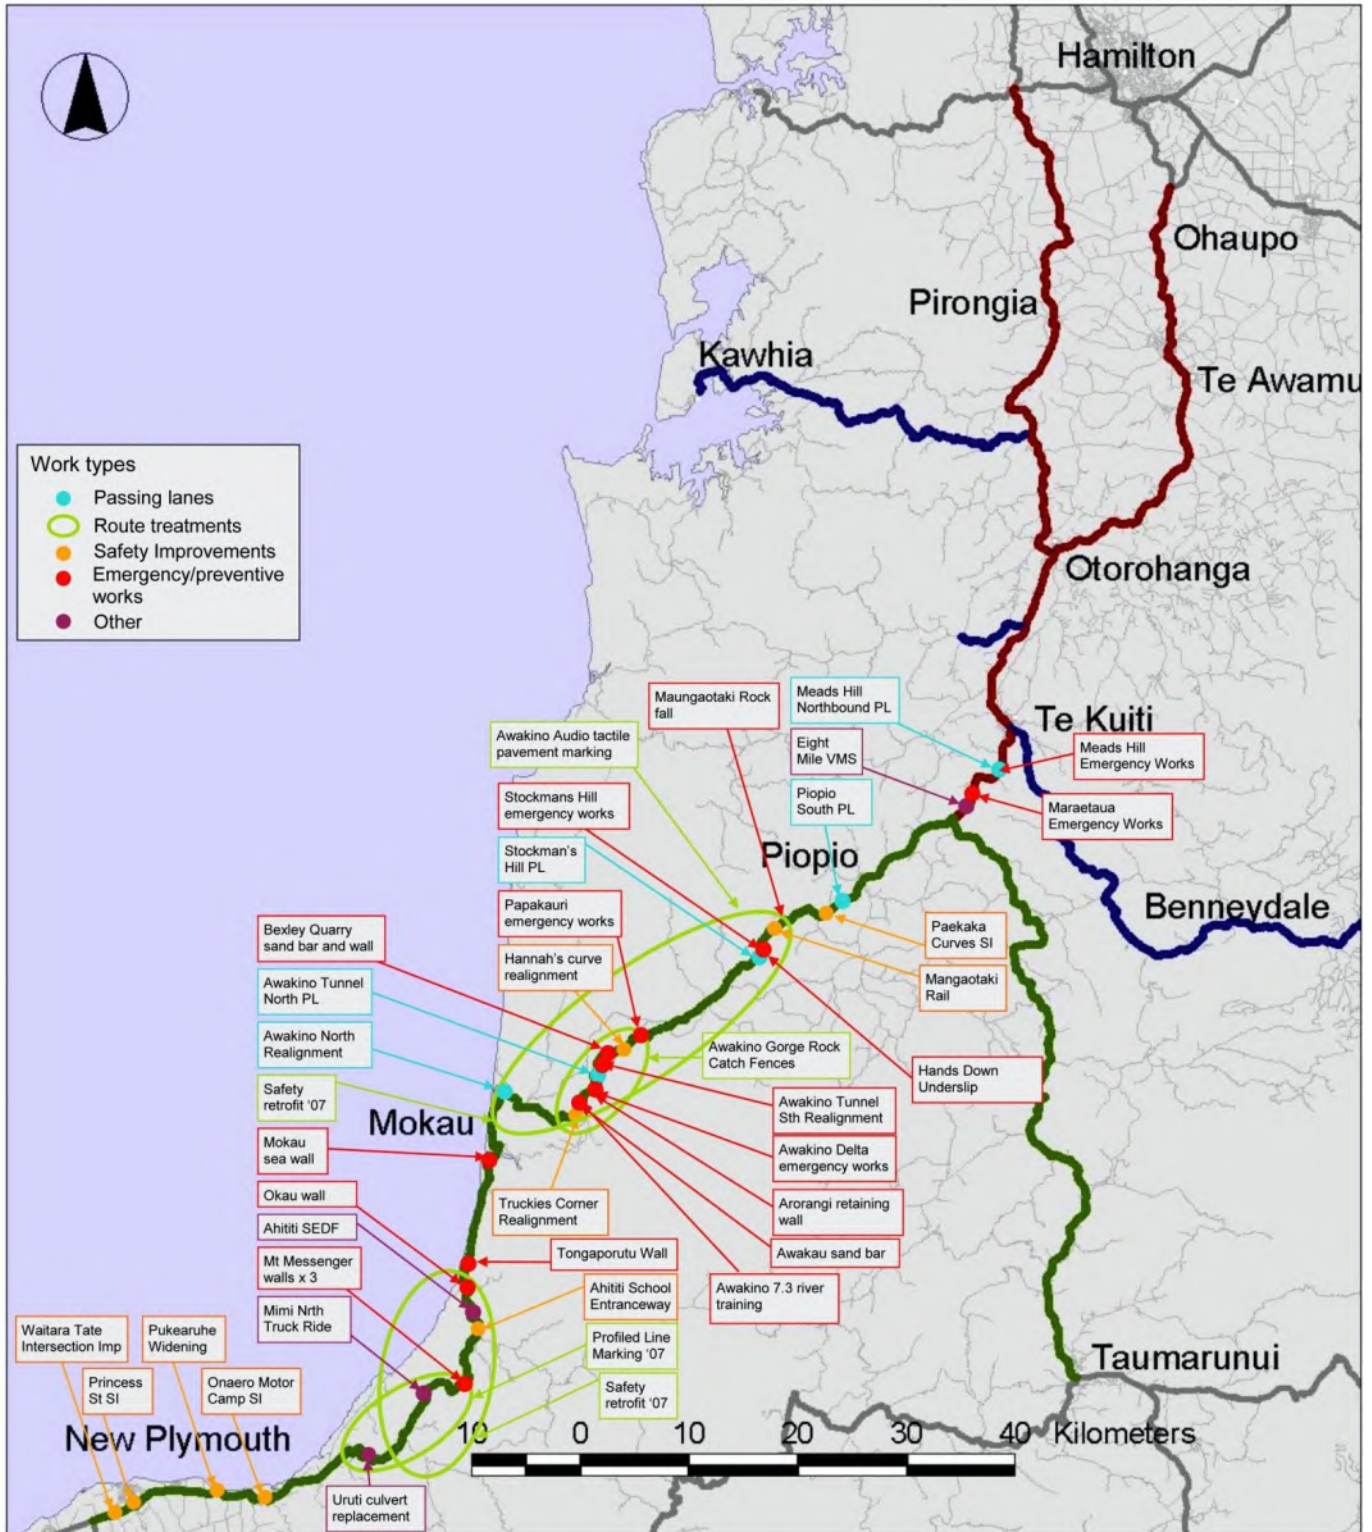 Hamilton
Ohaupo
Pirongia
Kawhia
Te Awamu
Work types
Passing lanes
Route treatments
Safety Improvements
Emergency/preventive
works
Other
Otorohanga
Te Kuiti
Maungaotaki Rock
fall
Meads Hill
Northbound PL
Awakino Audio tactile
pavement marking
Eight
Mile VMS
Meads Hill
Emergency Works
Stockmans Hill
emergency works
Piopio
South PL
Maraetaua
Emergency Works
Stockman's
Hill PL
Piopio
Papakauri
emergency works
Benneydale
Bexley Quarry
sand bar and wall
Hannah's curve
realignment
Paekaka
Curves SI
Awakino Tunnel
North PL
Mangaotaki
Rail
Awakino North
Realignment
Awakino Gorge Rock
Catch Fences
Hands Down
Underslip
Safety
retrofit '07
Awakino Tunnel
Sth Realignment
Mokau
Mokau
sea wall
Awakino Delta
emergency works
Okau wall
Truckies Corner
Realignment
Arorangi retaining
wall
Ahititi SEDF
Tongaporutu Wall
Awakau sand bar
Mt Messenger
walls x 3
Ahititi School
Entranceway
Awakino 7.3 river
training
Mimi Nrth
Truck Ride
Waitara Tate
Intersection Imp
Pukearuhe
Widening
Profiled Line
Marking '07
Taumarunui
Princess
St SI
Onaero Motor
Camp SI
Safety
retrofit '07
New Plymouth
10 0 10 20 30 40 Kilometers
Uruti culvert
replacement